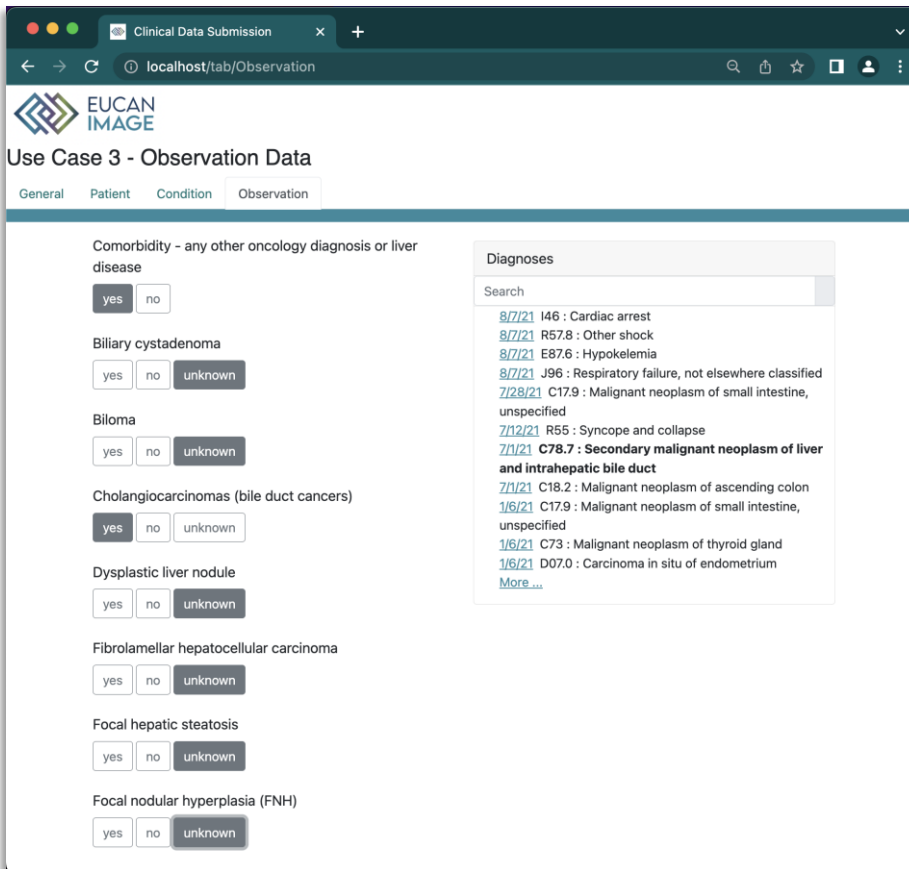 Clinical Data Submission
localhost/tab/Observation
EUCAN
IMAGE
Use Case 3 - Observation Data
General Patient Condition Observation
Comorbidity - any other oncology diagnosis or liver
disease
yes no
Biliary cystadenoma
yes no unknown
Biloma
yes no unknown
Cholangiocarcinomas (bile duct cancers)
yes no unknown
Dysplastic liver nodule
yes no unknown
Fibrolamellar hepatocellular carcinoma
yes no unknown
Focal hepatic steatosis
yes no unknown
Focal nodular hyperplasia (FNH)
yes no unknown
Diagnoses
Search
8/7/21 I46 : Cardiac arrest
8/7/21 R57.8 : Other shock
8/7/21 E87.6 : Hypokelemia
8/7/21 J96 : Respiratory failure, not elsewhere classified
7/28/21 C17.9 : Malignant neoplasm of small intestine,
unspecified
7/12/21 R55 : Syncope and collapse
7/1/21 C78.7 : Secondary malignant neoplasm of liver
and intrahepatic bile duct
7/1/21 C18.2 : Malignant neoplasm of ascending colon
1/6/21 C17.9 : Malignant neoplasm of small intestine,
unspecified
1/6/21 C73 : Malignant neoplasm of thyroid gland
1/6/21 D07.0 : Carcinoma in situ of endometrium
More ...